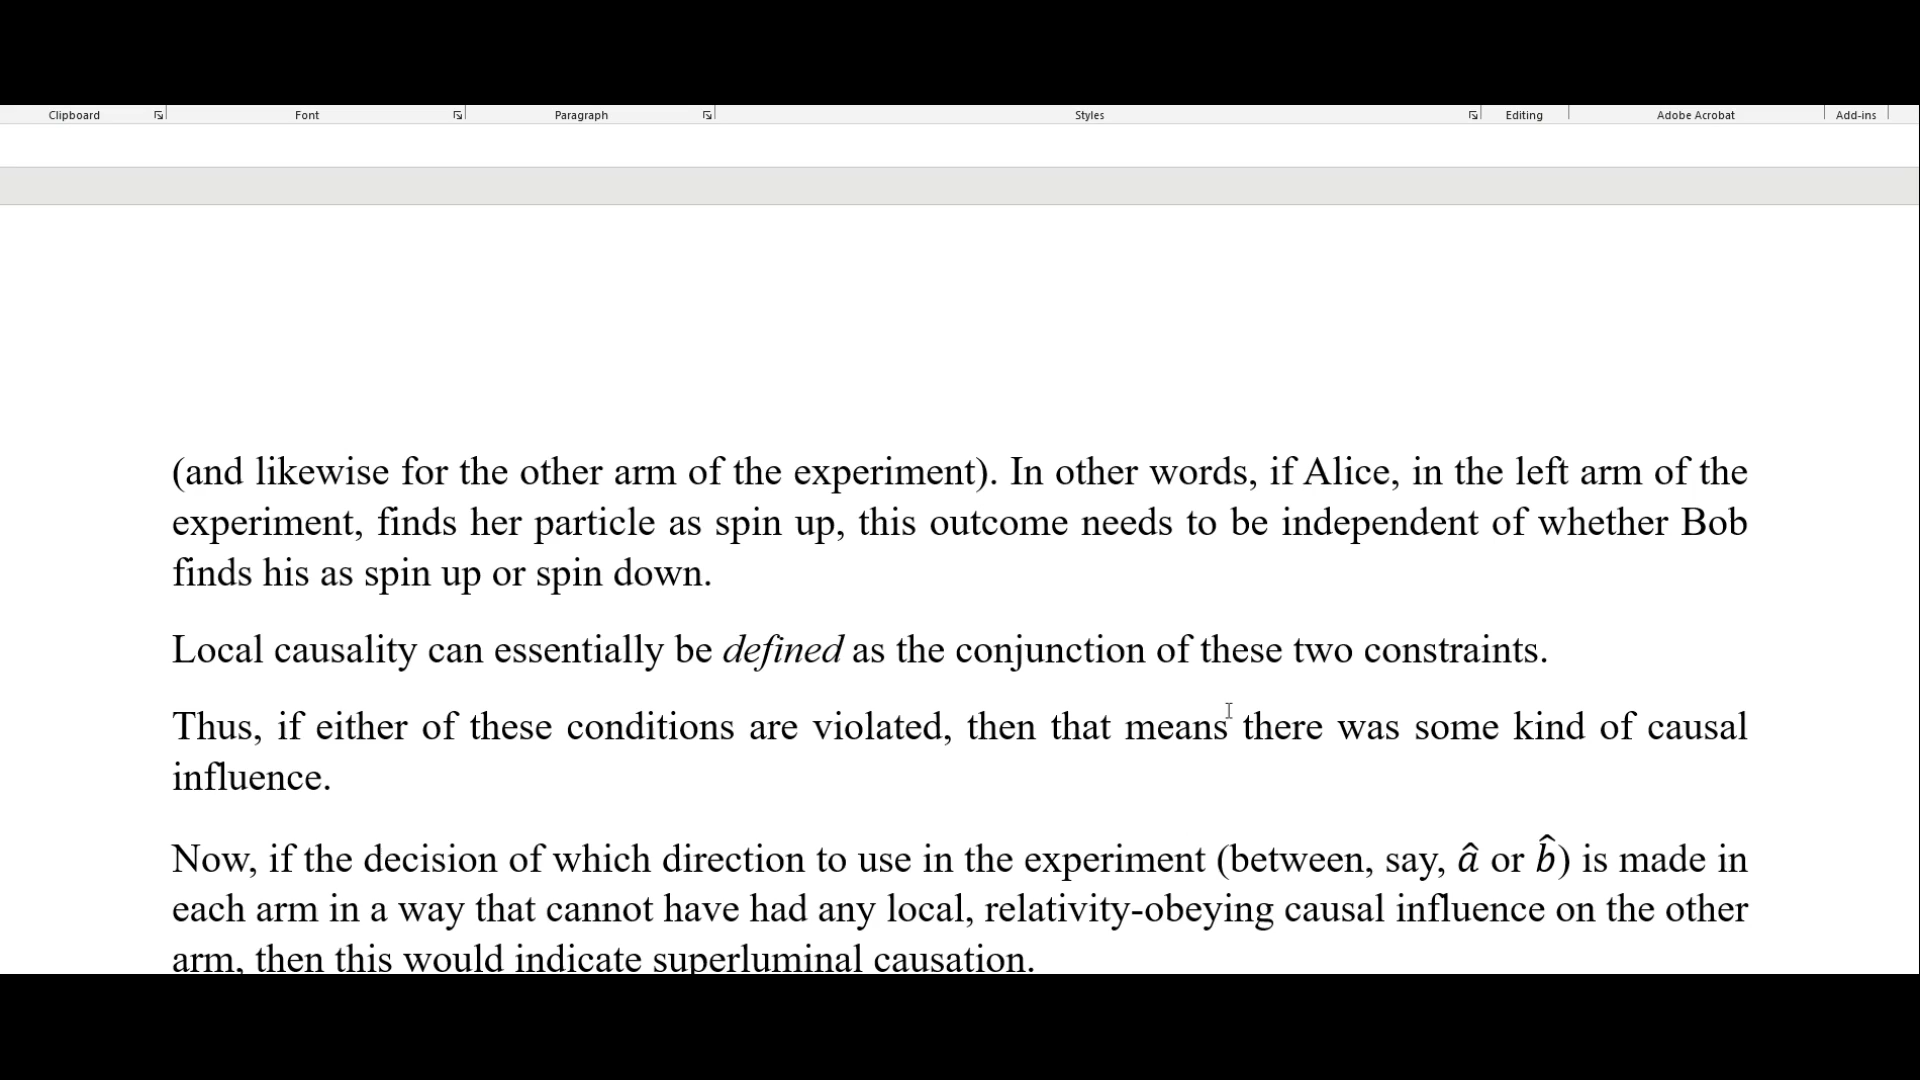 Clipboard Font Paragraph Styles Editing Adobe Acrobat Add-ins
(and likewise for the other arm of the experiment). In other words, if Alice, in the left arm of the
experiment, finds her particle as spin up, this outcome needs to be independent of whether Bob
finds his as spin up or spin down.
Local causality can essentially be defined as the conjunction of these two constraints.
Thus, if either of these conditions are violated, then that means there was some kind of causal
influence.
Now, if the decision of which direction to use in the experiment (between, say, â or b̂) is made in
each arm in a way that cannot have had any local, relativity-obeying causal influence on the other
arm, then this would indicate superluminal causation.